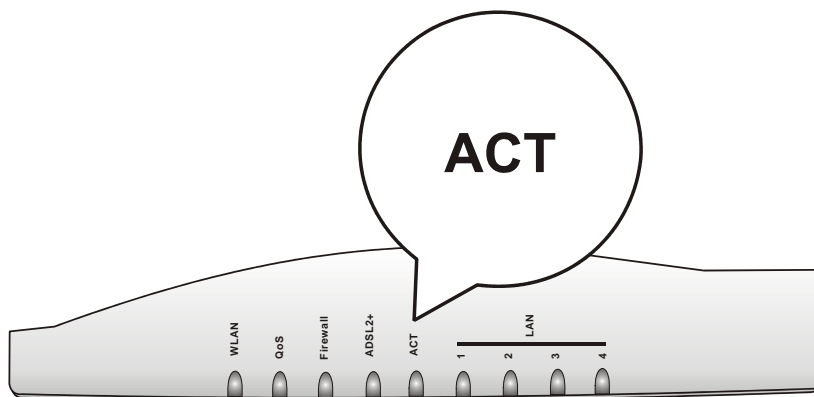 ACT
WLAN
QoS
Firewall
ADSL2+
ACT
LAN
1
2
3
4